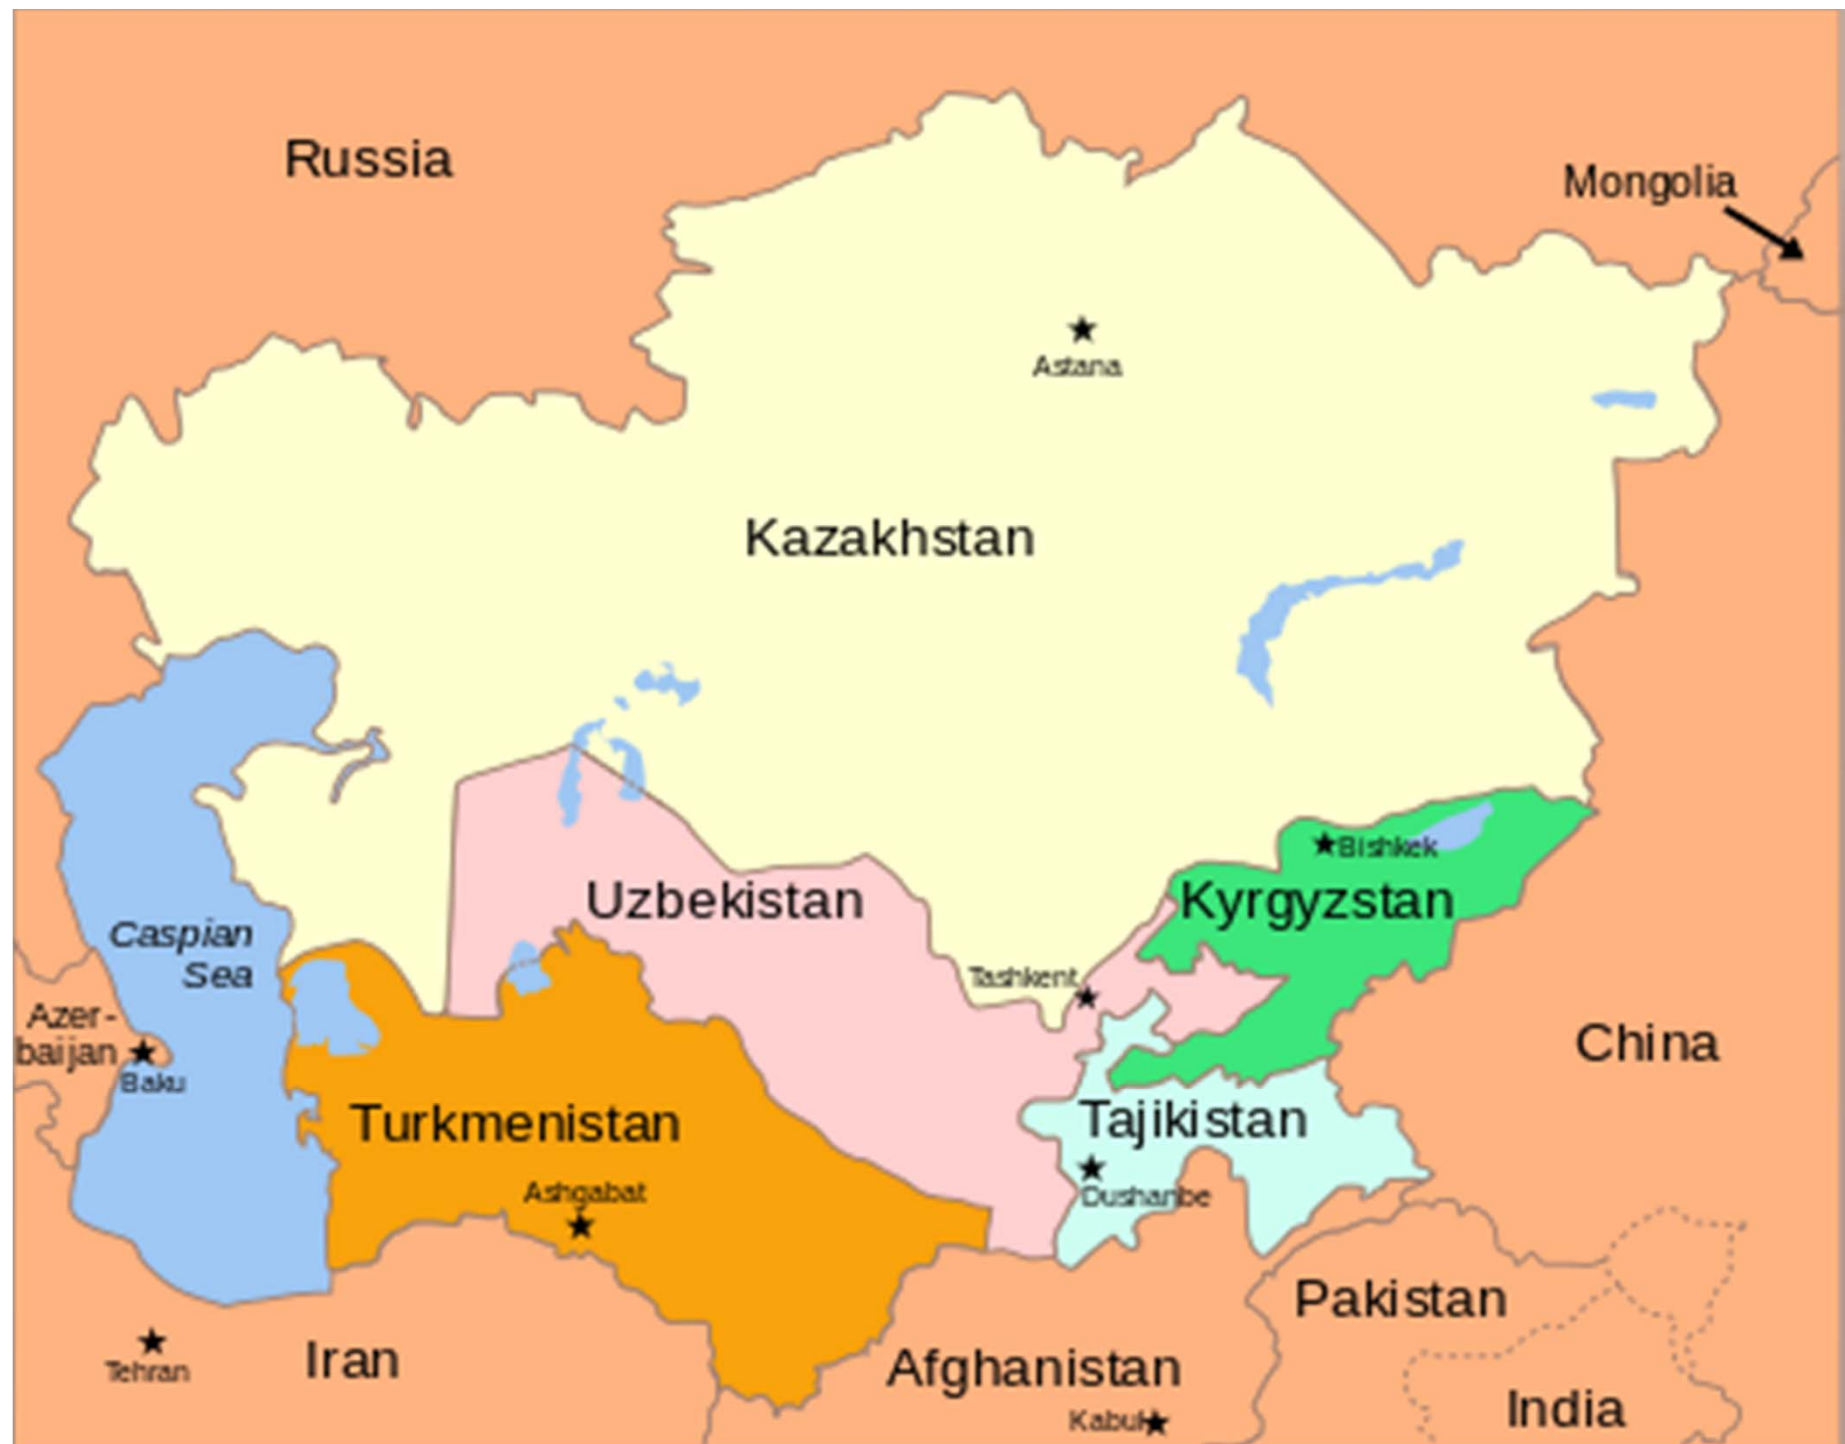 Russia
Mongolia
Astana
Kazakhstan
Bishkek
Uzbekistan
Kyrgyzstan
Caspian
Sea
Tashkent
Azer-
baijan
China
Baku
Turkmenistan
Tajikistan
Dushanbe
Ashgabat
Pakistan
Tehran
Iran
Afghanistan
Kabul
India